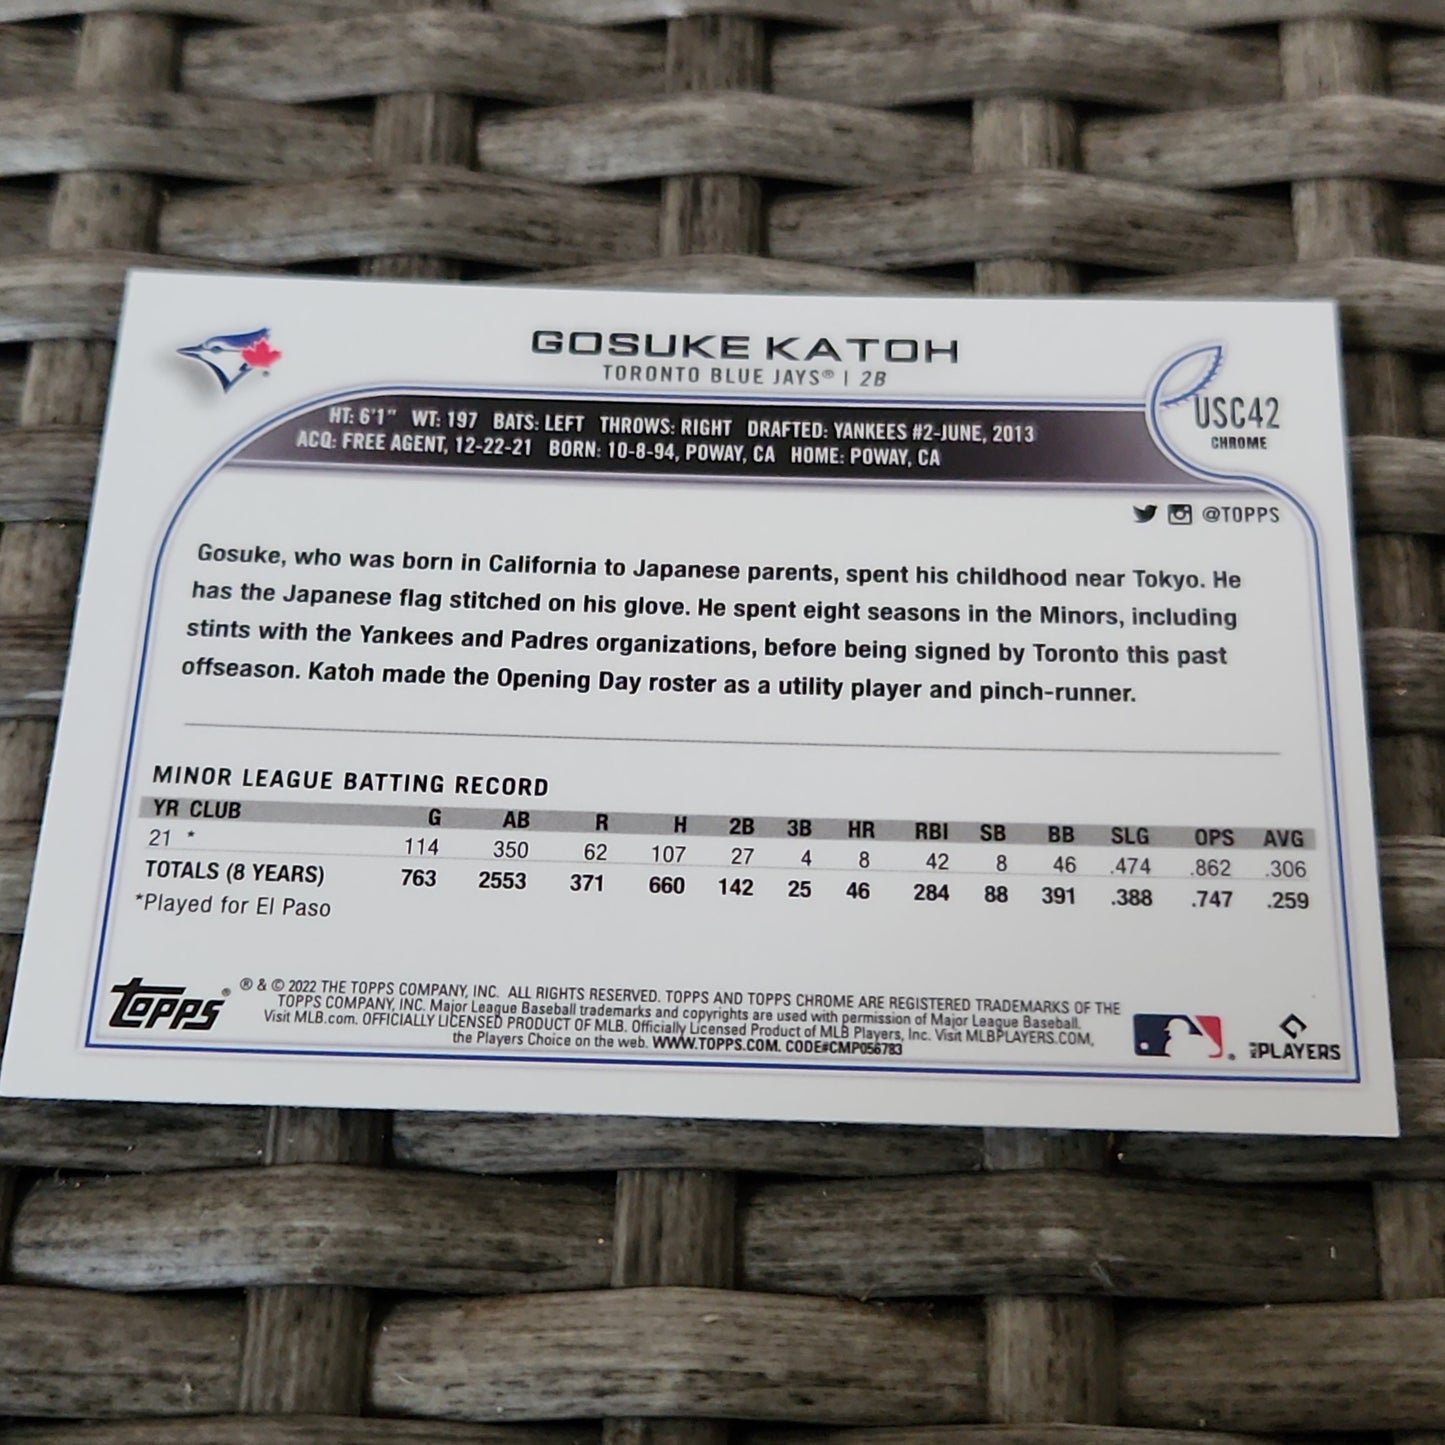 GOSUKE KATOH
TORONTO BLUE JAYS® | 2B
USC42
CHROME
HT: 6'1" WT: 197 BATS: LEFT THROWS: RIGHT DRAFTED: YANKEES #2-JUNE, 2013
ACQ: FREE AGENT, 12-22-21 BORN: 10-8-94, POWAY, CA HOME: POWAY, CA
@TOPPS
Gosuke, who was born in California to Japanese parents, spent his childhood near Tokyo. He
has the Japanese flag stitched on his glove. He spent eight seasons in the Minors, including
stints with the Yankees and Padres organizations, before being signed by Toronto this past
offseason. Katoh made the Opening Day roster as a utility player and pinch-runner.
MINOR LEAGUE BATTING RECORD
YR CLUB G AB R H 2B 3B HR RBI SB BB SLG OPS AVG
21 * 114 350 62 107 27 4 8 42 8 46 .474 .862 .306
TOTALS (8 YEARS) 763 2553 371 660 142 25 46 284 88 391 .388 .747 .259
*Played for El Paso
topps®
® & © 2022 THE TOPPS COMPANY, INC. ALL RIGHTS RESERVED. TOPPS AND TOPPS CHROME ARE REGISTERED TRADEMARKS OF THE
TOPPS COMPANY, INC. Major League Baseball trademarks and copyrights are used with permission of Major League Baseball.
Visit MLB.com. OFFICIALLY LICENSED PRODUCT OF MLB. Officially Licensed Product of MLB Players, Inc. Visit MLBPLAYERS.COM,
the Players Choice on the web. WWW.TOPPS.COM. CODE#CMP056783
MLB PLAYERS